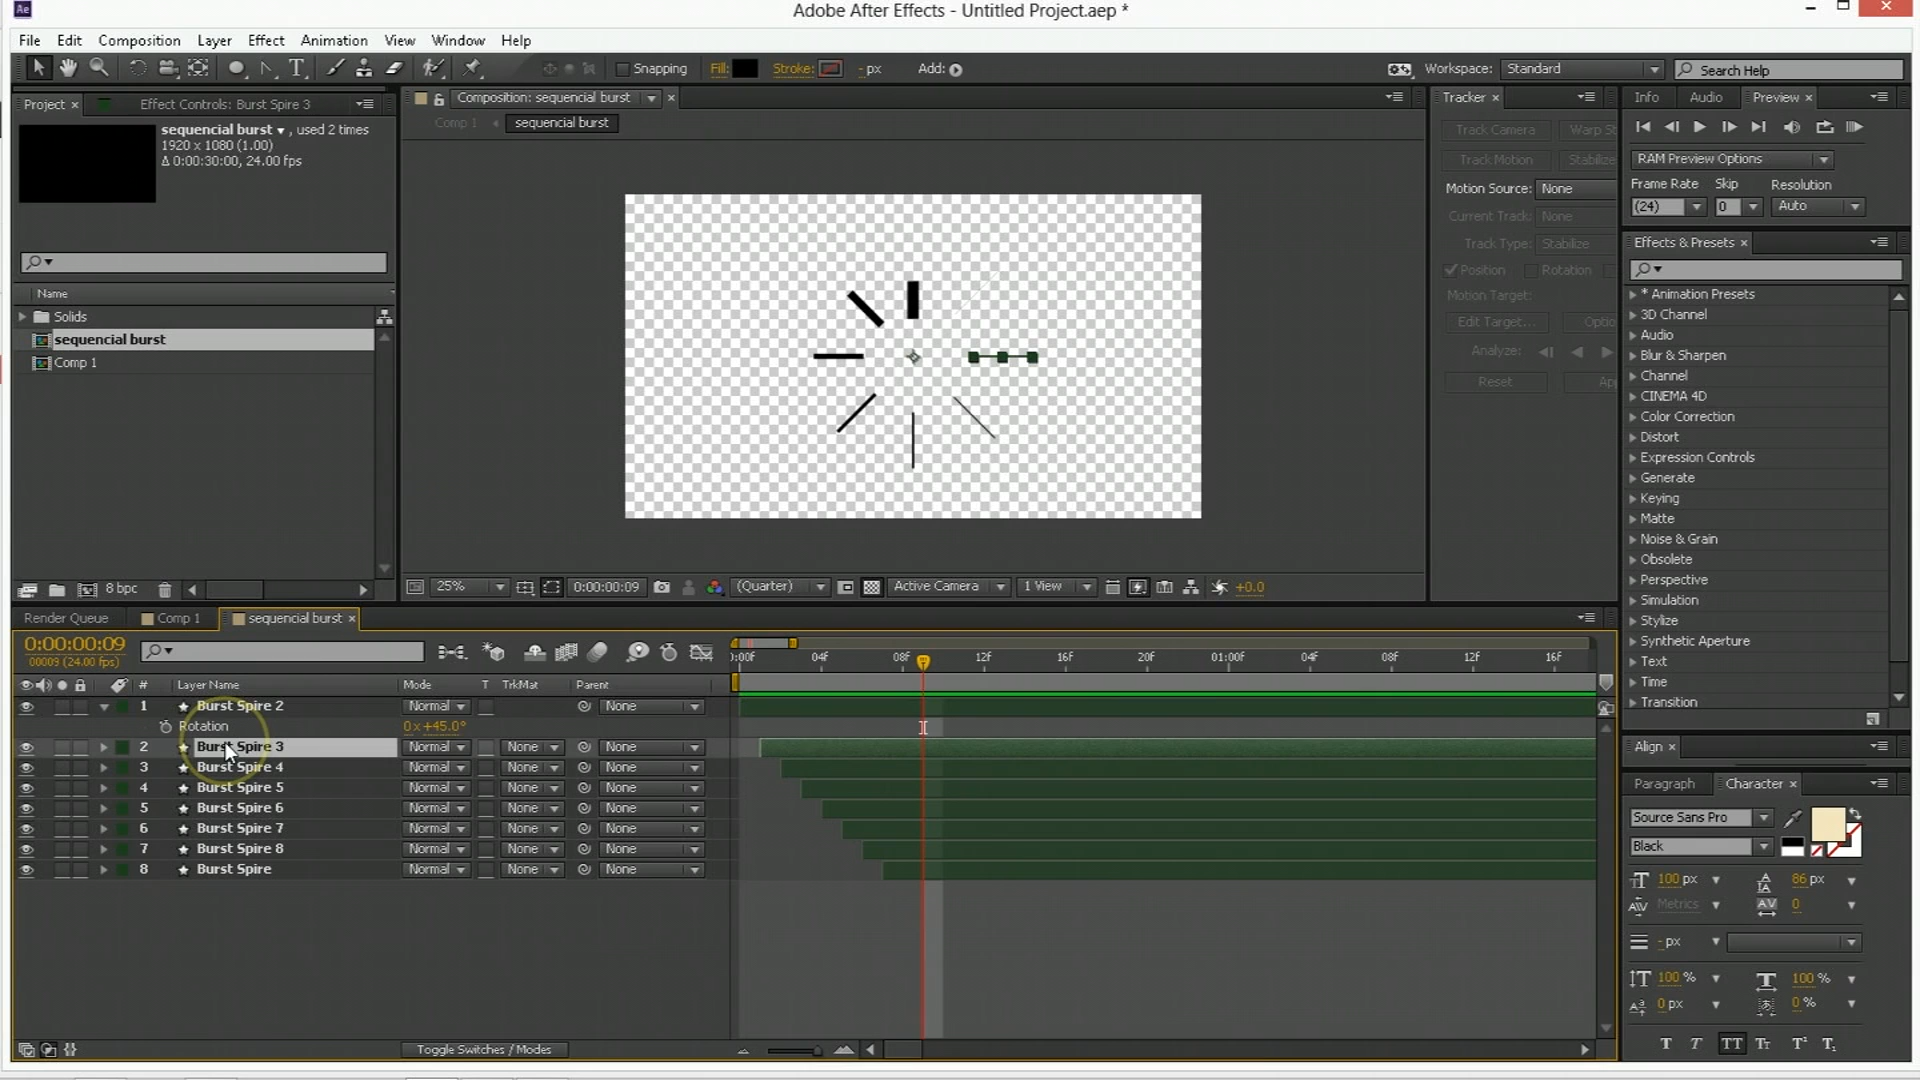 Ae
Adobe After Effects - Untitled Project.aep *
File Edit Composition Layer Effect Animation View Window Help
Snapping Fill: Stroke: - px Add: Workspace: Standard Search Help
Project × Effect Controls: Burst Spire 3
sequencial burst ▾ , used 2 times
1920 x 1080 (1.00)
Δ 0:00:30:00, 24.00 fps
Name
Solids
sequencial burst
Comp 1
8 bpc
Composition: sequencial burst ×
Comp 1 sequencial burst
25% 0:00:00:09 (Quarter) Active Camera 1 View +0.0
Tracker ×
Track Camera Warp St
Track Motion Stabilize
Motion Source: None
Current Track: None
Track Type: Stabilize
Position Rotation
Motion Target:
Edit Target... Optio
Analyze:
Reset Ap
Info Audio Preview ×
RAM Preview Options
Frame Rate Skip Resolution
(24) 0 Auto
Effects & Presets ×
* Animation Presets
3D Channel
Audio
Blur & Sharpen
Channel
CINEMA 4D
Color Correction
Distort
Expression Controls
Generate
Keying
Matte
Noise & Grain
Obsolete
Perspective
Simulation
Stylize
Synthetic Aperture
Text
Time
Transition
Align ×
Paragraph Character ×
Source Sans Pro
Black
100 px 86 px
Metrics 0
- px
100 % 100 %
0 px 0 %
T T TT Tт T¹ T₁
Render Queue Comp 1 sequencial burst ×
0:00:00:09
00009 (24.00 fps)
# Layer Name Mode T TrkMat Parent
):00f 04f 08f 12f 16f 20f 01:00f 04f 08f 12f 16f
1 Burst Spire 2 Normal None
Rotation 0 x +45.0°
2 Burst Spire 3 Normal None None
3 Burst Spire 4 Normal None None
4 Burst Spire 5 Normal None None
5 Burst Spire 6 Normal None None
6 Burst Spire 7 Normal None None
7 Burst Spire 8 Normal None None
8 Burst Spire Normal None None
Toggle Switches / Modes